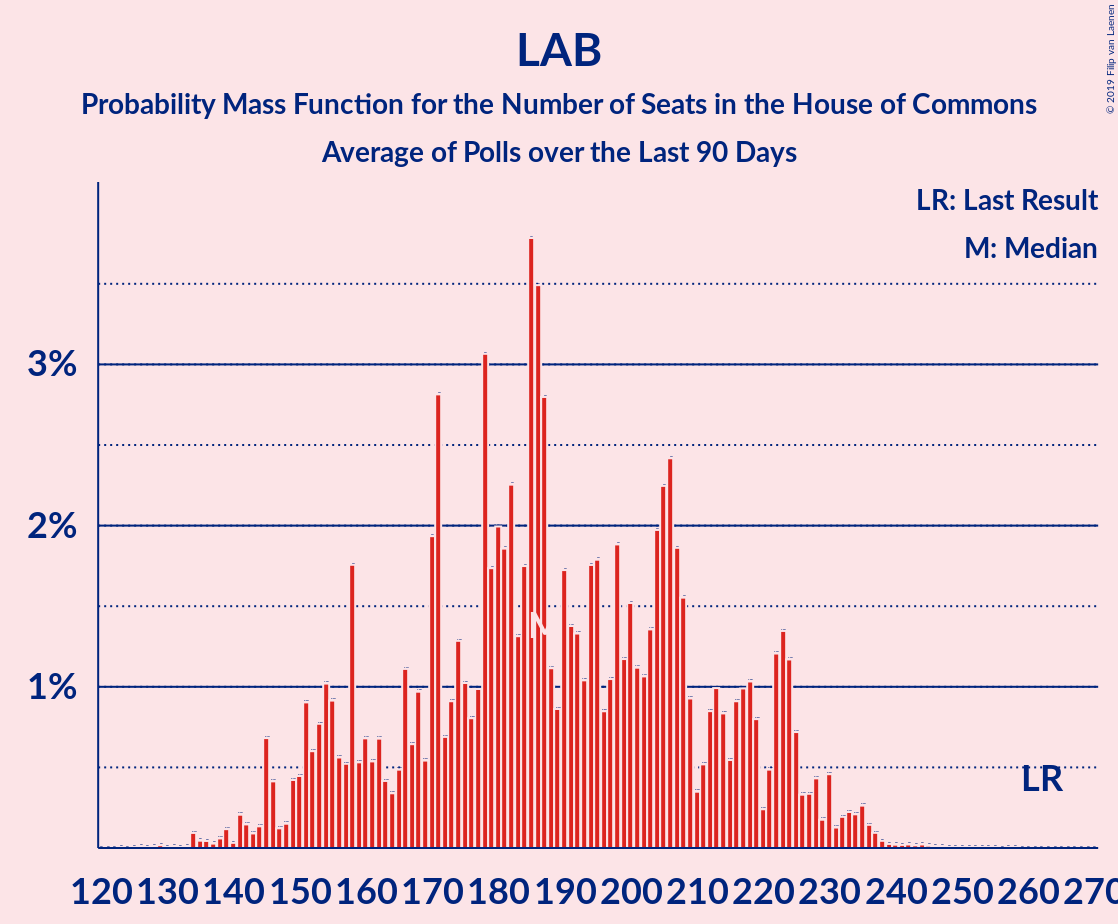 LAB
Probability Mass Function for the Number of Seats in the House of Commons
Average of Polls over the Last 90 Days
© 2019 Filip van Laenen
LR: Last Result
M: Median
3%
2%
1%
LR
120 130 140 150 160 170 180 190 200 210 220 230 240 250 260 270